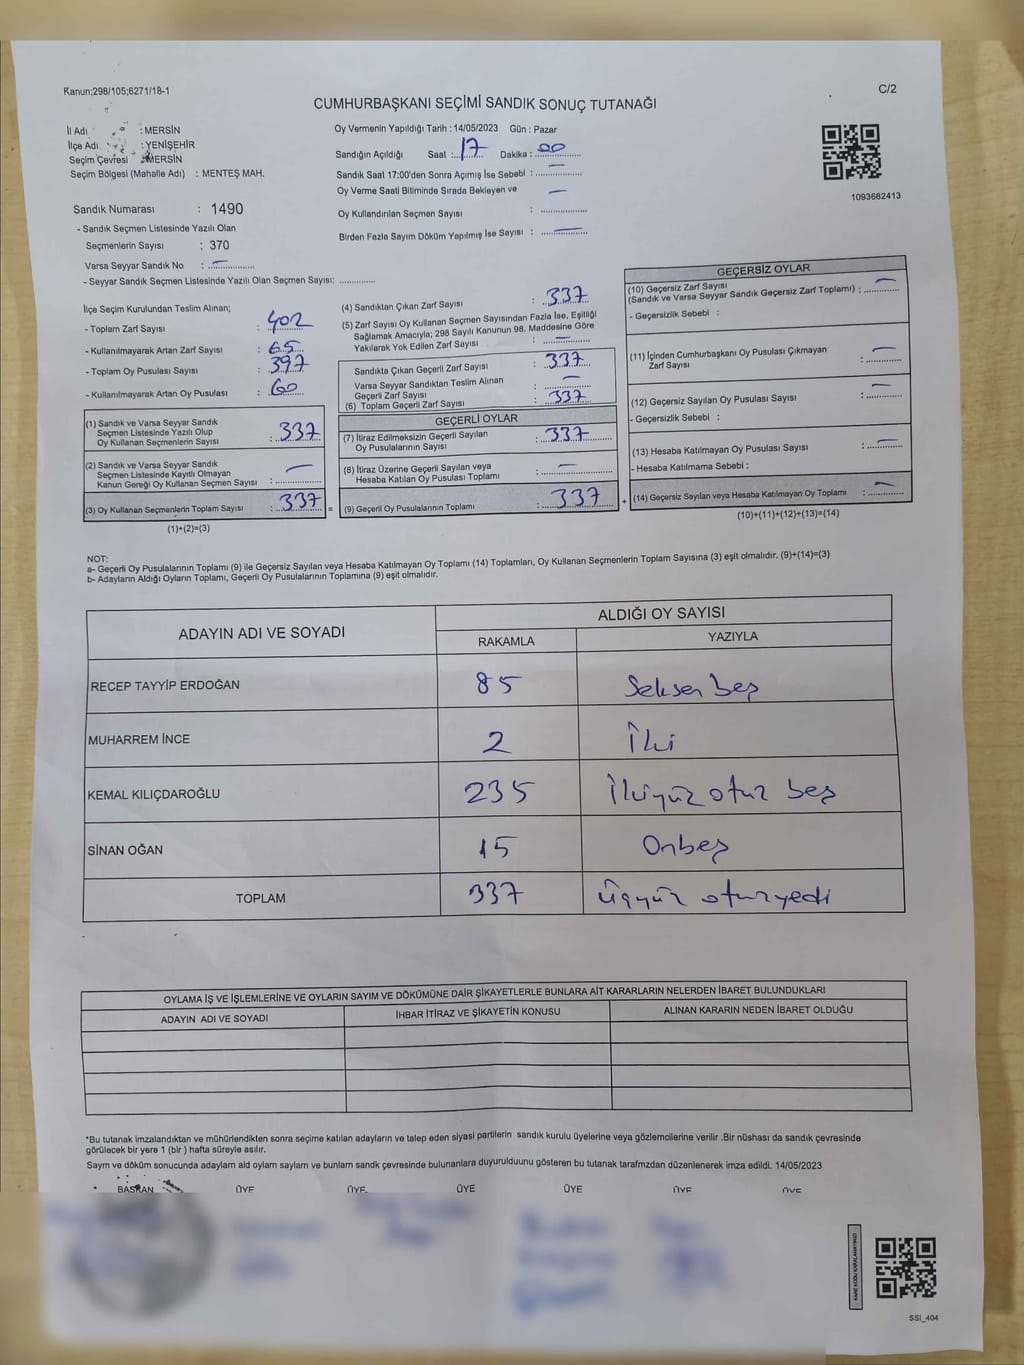 Kanun;298/105;6271/18-1
C/2
CUMHURBAŞKANI SEÇİMİ SANDIK SONUÇ TUTANAĞI
İl Adı : MERSİN
İlçe Adı : YENİŞEHİR
Seçim Çevresi : MERSİN
Seçim Bölgesi (Mahalle Adı) : MENTEŞ MAH.
Sandık Numarası : 1490
- Sandık Seçmen Listesinde Yazılı Olan
Seçmenlerin Sayısı : 370
Varsa Seyyar Sandık No : —
- Seyyar Sandık Seçmen Listesinde Yazılı Olan Seçmen Sayısı: ..............
Oy Vermenin Yapıldığı Tarih : 14/05/2023 Gün : Pazar
Sandığın Açıldığı Saat : 17 Dakika : 00
Sandık Saat 17:00'den Sonra Açımış İse Sebebi : —
Oy Verme Saati Bitiminde Sırada Bekleyen ve —
Oy Kullandırılan Seçmen Sayısı : ..............
Birden Fazla Sayım Döküm Yapılmış İse Sayısı : —
1093682413
İlçe Seçim Kurulundan Teslim Alınan;
- Toplam Zarf Sayısı : 402
- Kullanılmayarak Artan Zarf Sayısı : 65
- Toplam Oy Pusulası Sayısı : 397
- Kullanılmayarak Artan Oy Pusulası : 60
(1) Sandık ve Varsa Seyyar Sandık
Seçmen Listesinde Yazılı Olup
Oy Kullanan Seçmenlerin Sayısı : 337
(2) Sandık ve Varsa Seyyar Sandık
Seçmen Listesinde Kayıtlı Olmayan
Kanun Gereği Oy Kullanan Seçmen Sayısı : —
(3) Oy Kullanan Seçmenlerin Toplam Sayısı : 337 =
(1)+(2)=(3)
(4) Sandıktan Çıkan Zarf Sayısı : 337
(5) Zarf Sayısı Oy Kullanan Seçmen Sayısından Fazla İse, Eşitliği
Sağlamak Amacıyla; 298 Sayılı Kanunun 98. Maddesine Göre
Yakılarak Yok Edilen Zarf Sayısı : —
Sandıkta Çıkan Geçerli Zarf Sayısı : 337
Varsa Seyyar Sandıktan Teslim Alınan
Geçerli Zarf Sayısı : —
(6) Toplam Geçerli Zarf Sayısı : 337
GEÇERLİ OYLAR
(7) İtiraz Edilmeksizin Geçerli Sayılan
Oy Pusulalarının Sayısı : 337
(8) İtiraz Üzerine Geçerli Sayılan veya
Hesaba Katılan Oy Pusulası Toplamı : —
(9) Geçerli Oy Pusulalarının Toplamı : 337 +
GEÇERSİZ OYLAR
(10) Geçersiz Zarf Sayısı
(Sandık ve Varsa Seyyar Sandık Geçersiz Zarf Toplamı) : —
- Geçersizlik Sebebi :
(11) İçinden Cumhurbaşkanı Oy Pusulası Çıkmayan
Zarf Sayısı : —
(12) Geçersiz Sayılan Oy Pusulası Sayısı : —
- Geçersizlik Sebebi :
(13) Hesaba Katılmayan Oy Pusulası Sayısı : —
- Hesaba Katılmama Sebebi :
(14) Geçersiz Sayılan veya Hesaba Katılmayan Oy Toplamı : —
(10)+(11)+(12)+(13)=(14)
NOT:
a- Geçerli Oy Pusulalarının Toplamı (9) ile Geçersiz Sayılan veya Hesaba Katılmayan Oy Toplamı (14) Toplamları, Oy Kullanan Seçmenlerin Toplam Sayısına (3) eşit olmalıdır. (9)+(14)=(3)
b- Adayların Aldığı Oyların Toplamı, Geçerli Oy Pusulalarının Toplamına (9) eşit olmalıdır.
ADAYIN ADI VE SOYADI ALDIĞI OY SAYISI
RAKAMLA YAZIYLA
RECEP TAYYİP ERDOĞAN 85 Seksen beş
MUHARREM İNCE 2 İki
KEMAL KILIÇDAROĞLU 235 İkiyüz otuz beş
SİNAN OĞAN 15 Onbeş
TOPLAM 337 Üçyüz otuzyedi
OYLAMA İŞ VE İŞLEMLERİNE VE OYLARIN SAYIM VE DÖKÜMÜNE DAİR ŞİKAYETLERLE BUNLARA AİT KARARLARIN NELERDEN İBARET BULUNDUKLARI
ADAYIN ADI VE SOYADI İHBAR İTİRAZ VE ŞİKAYETİN KONUSU ALINAN KARARIN NEDEN İBARET OLDUĞU
*Bu tutanak imzalandıktan ve mühürlendikten sonra seçime katılan adayların ve talep eden siyasi partilerin sandık kurulu üyelerine veya gözlemcilerine verilir .Bir nüshası da sandık çevresinde
görülecek bir yere 1 (bir ) hafta süreyle asılır.
Saym ve döküm sonucunda adaylarn ald oylarn saylarn ve bunlarn sandk çevresinde bulunanlara duyurulduunu gösteren bu tutanak tarafmzdan düzenlenerek imza edildi. 14/05/2023
BAŞKAN ÜYE ÜYE ÜYE ÜYE ÜYE ÜYE
SSI_404